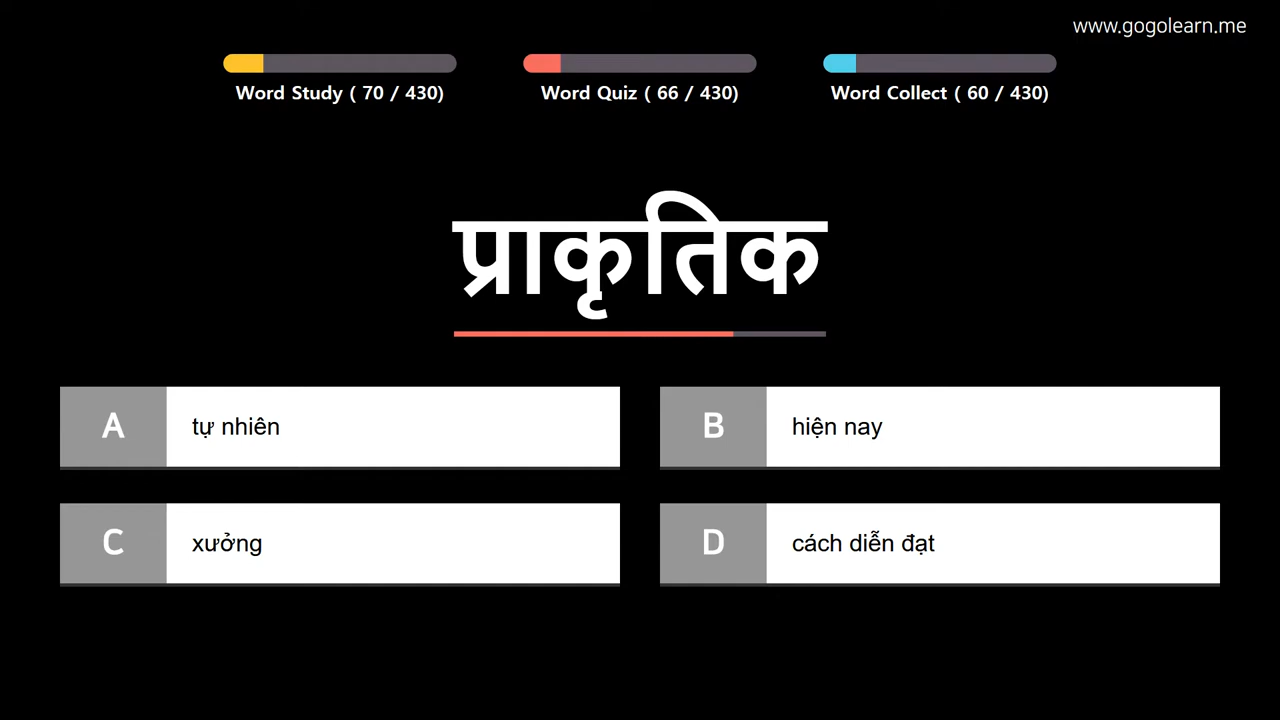 www.gogolearn.me
Word Study ( 70 / 430)
Word Quiz ( 66 / 430)
Word Collect ( 60 / 430)
प्राकृतिक
A tự nhiên
B hiện nay
C xưởng
D cách diễn đạt